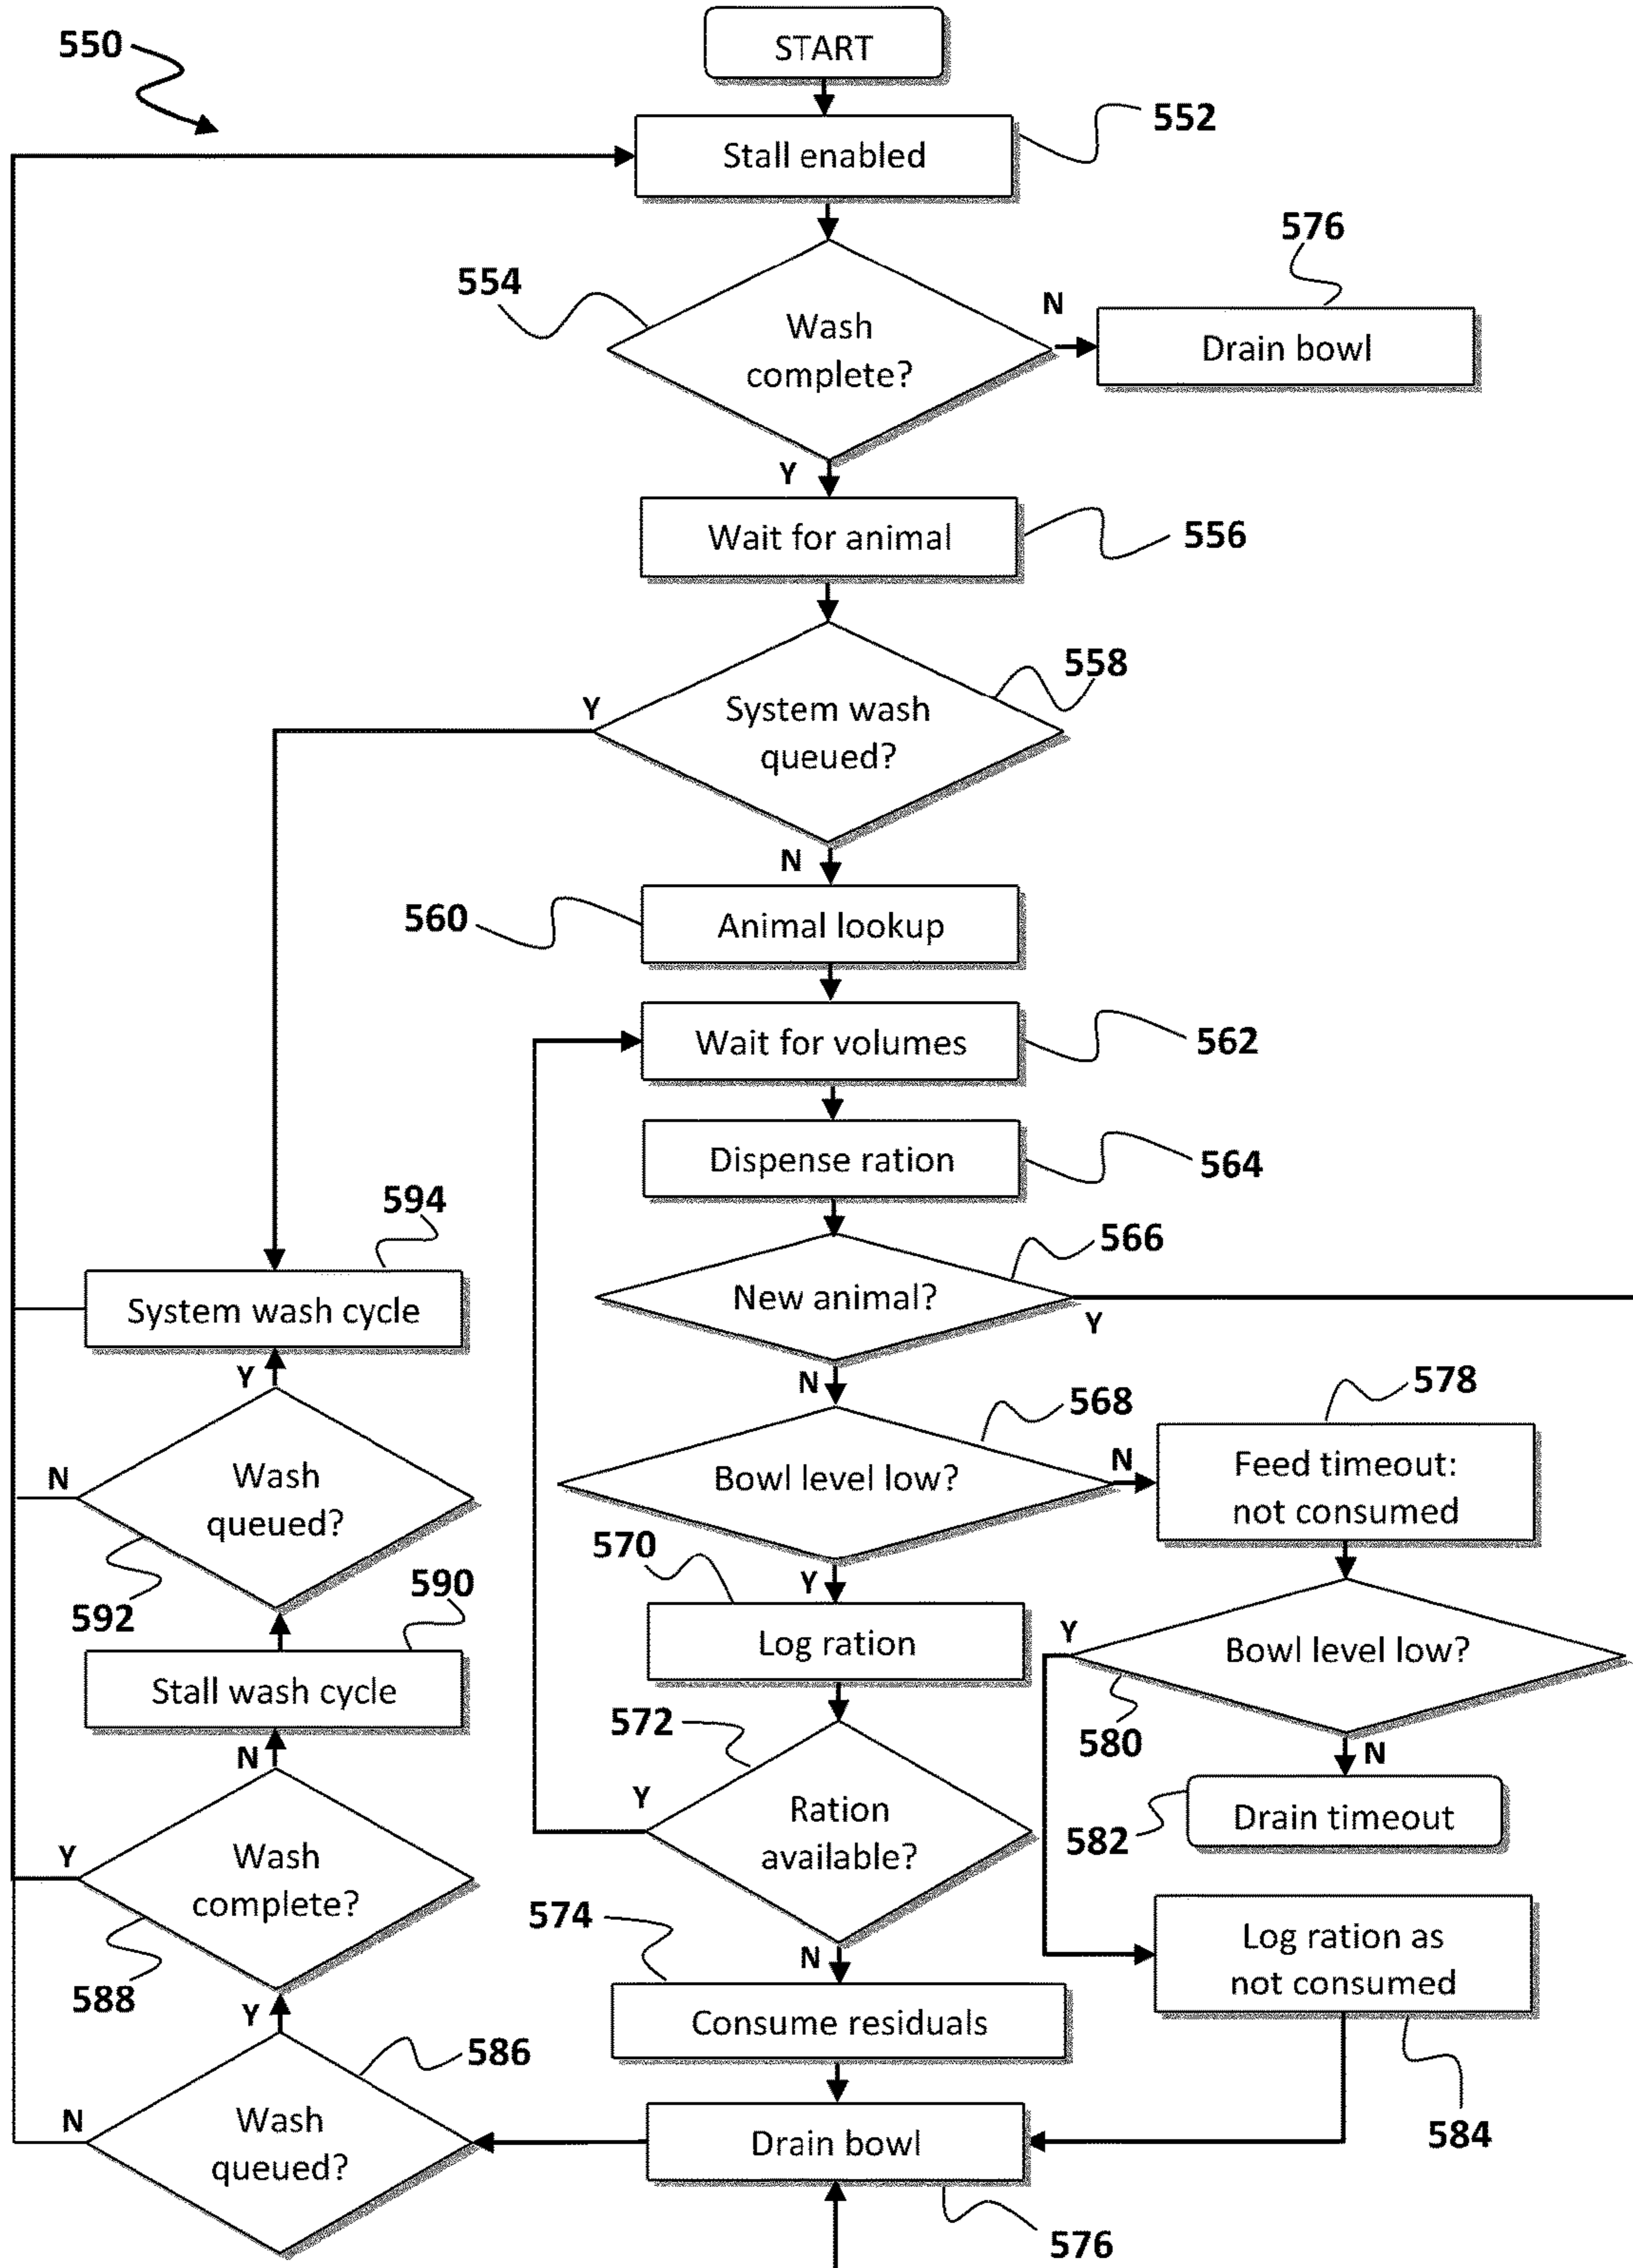 550
START
552
Stall enabled
576
554
N
Wash
complete?
Drain bowl
Y
Wait for animal
556
558
Y
System wash
queued?
N
560
Animal lookup
Wait for volumes
562
Dispense ration
564
594
566
System wash cycle
New animal?
Y
Y
N
578
568
Wash
queued?
N
Bowl level low?
N
Feed timeout:
not consumed
570
592
590
Y
Log ration
Y
Bowl level low?
Stall wash cycle
572
580
N
N
Y
Ration
available?
582
Drain timeout
Y
Wash
complete?
574
Log ration as
not consumed
588
N
Y
Consume residuals
586
N
Wash
queued?
Drain bowl
584
576